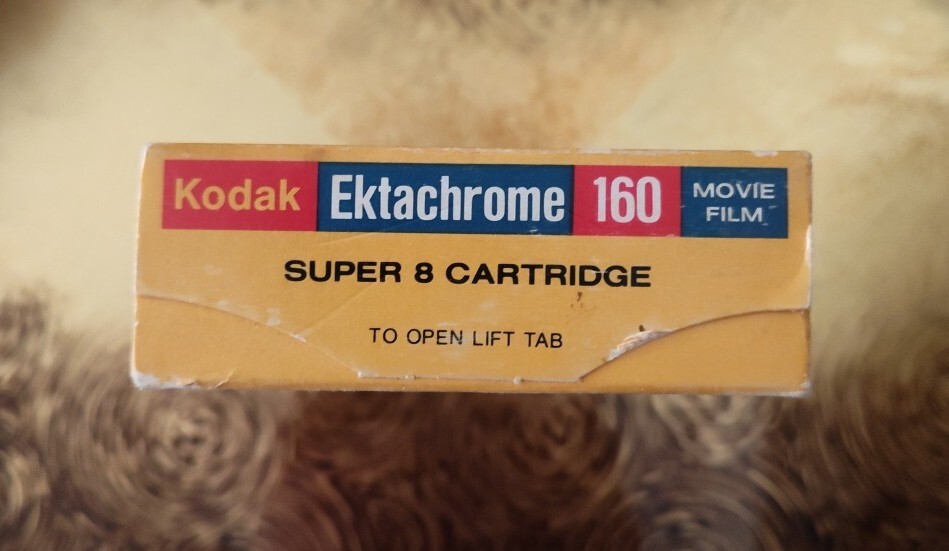 Kodak Ektachrome 160 MOVIE FILM
SUPER 8 CARTRIDGE
TO OPEN LIFT TAB